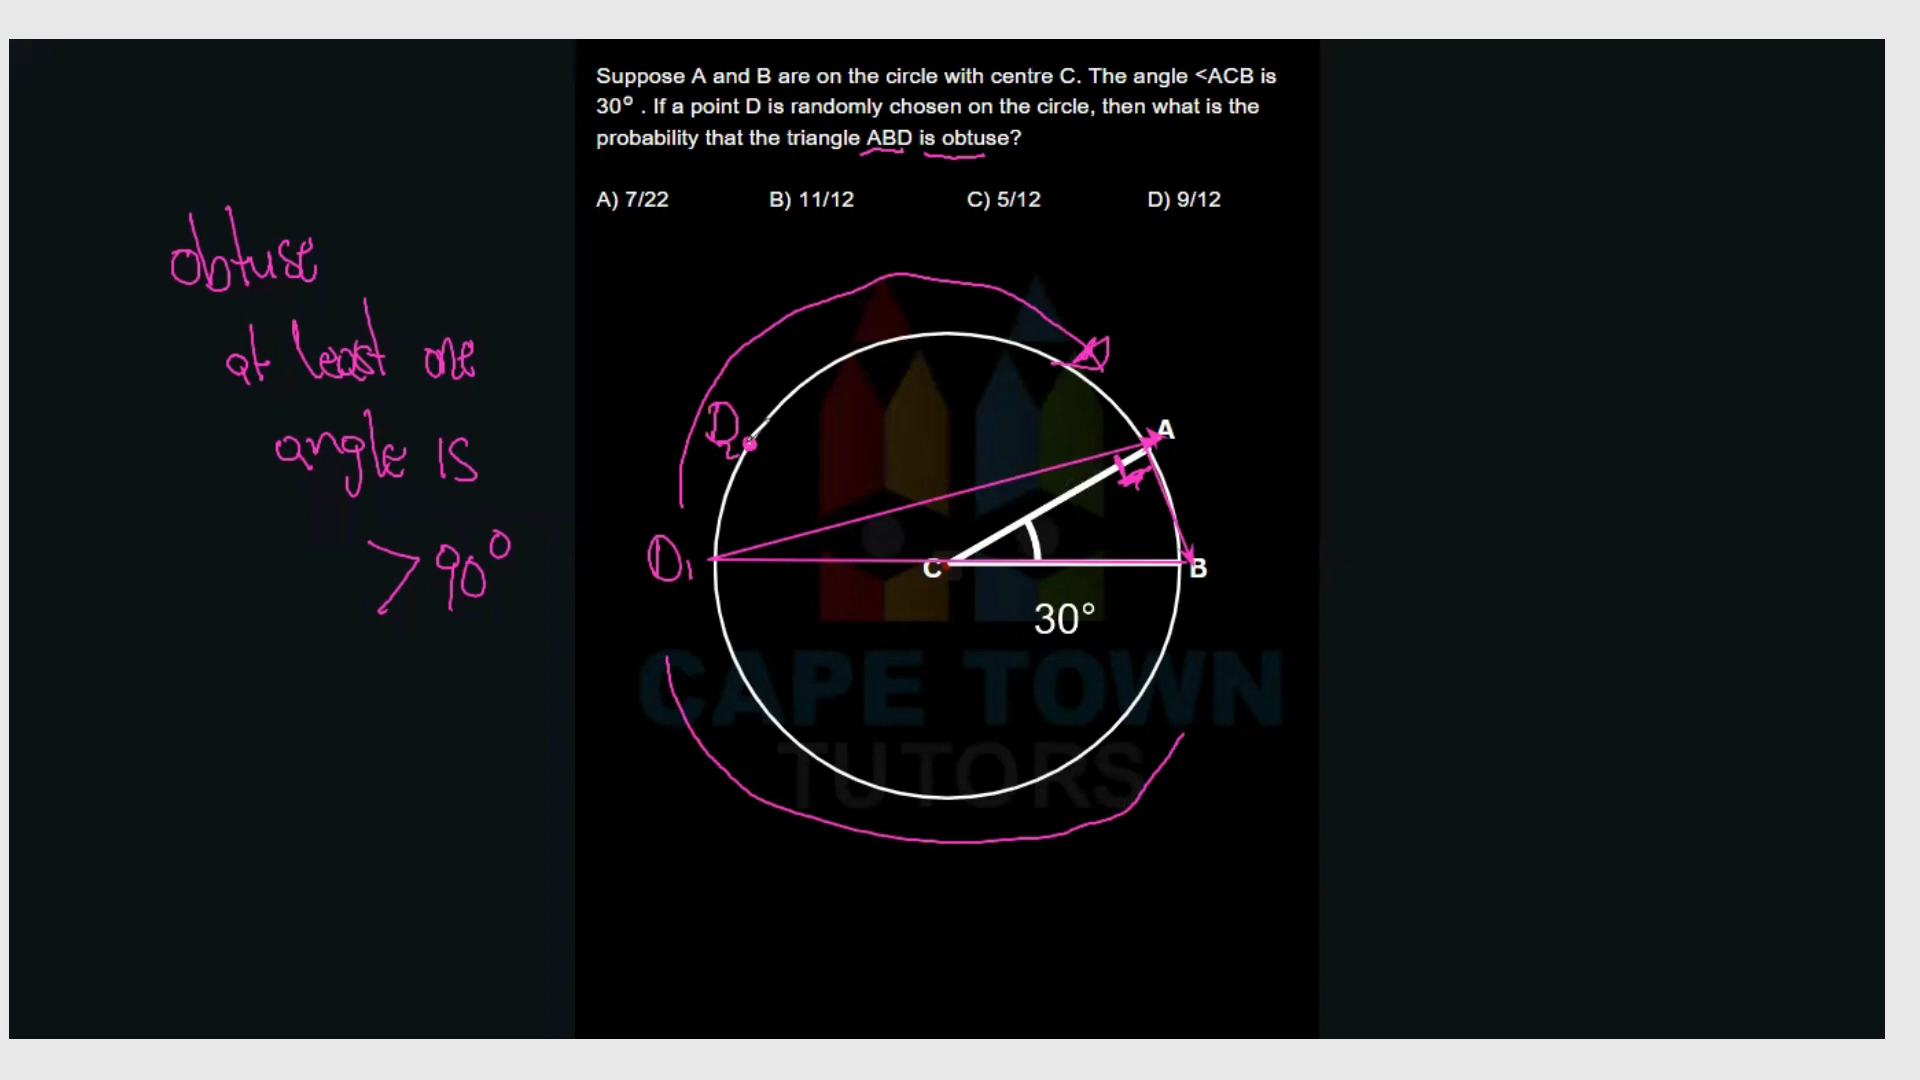 Suppose A and B are on the circle with centre C. The angle <ACB is
30° . If a point D is randomly chosen on the circle, then what is the
probability that the triangle ABD is obtuse?
A) 7/22 B) 11/12 C) 5/12 D) 9/12
obtuse
at least one
angle is
>90°
D₂
A
D₁
C
B
30°
CAPE TOWN
TUTORS